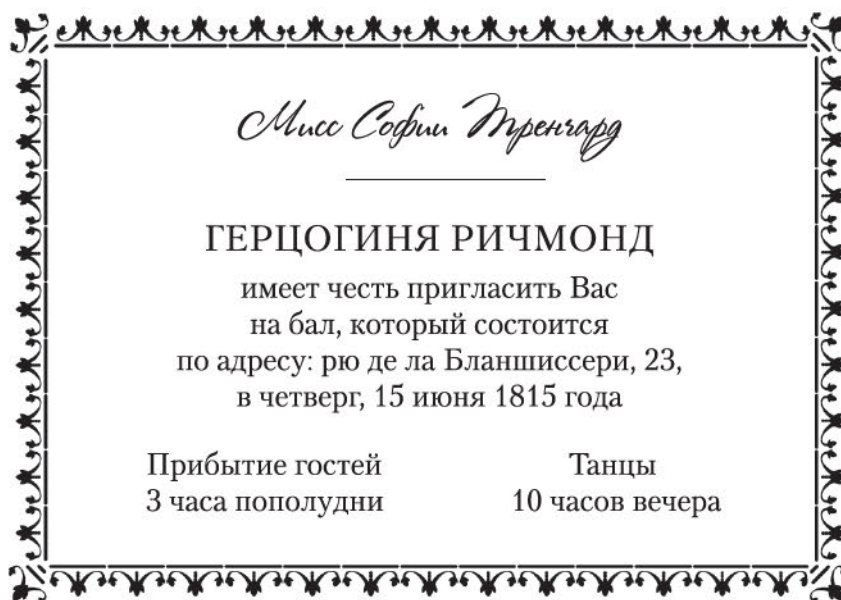 Мисс Софии Тренчард
ГЕРЦОГИНЯ РИЧМОНД
имеет честь пригласить Вас
на бал, который состоится
по адресу: рю де ла Бланшиссери, 23,
в четверг, 15 июня 1815 года
Прибытие гостей
3 часа пополудни
Танцы
10 часов вечера